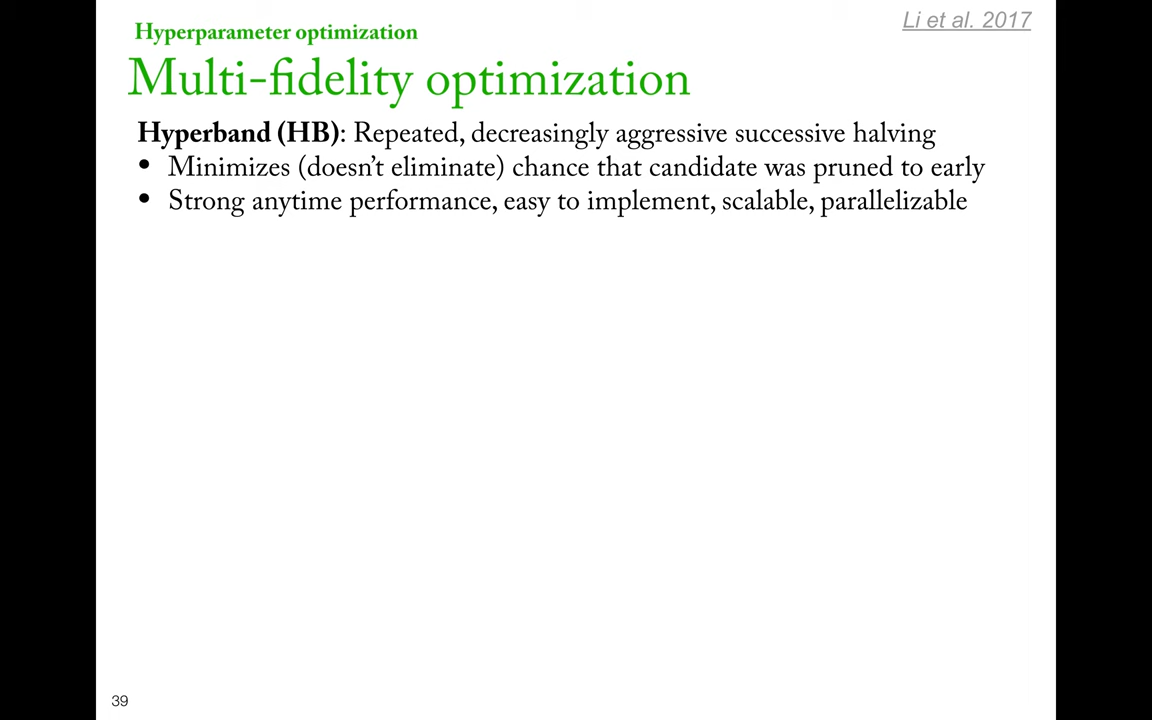 Li et al. 2017
Hyperparameter optimization
Multi-fidelity optimization
Hyperband (HB): Repeated, decreasingly aggressive successive halving
• Minimizes (doesn’t eliminate) chance that candidate was pruned to early
• Strong anytime performance, easy to implement, scalable, parallelizable
39